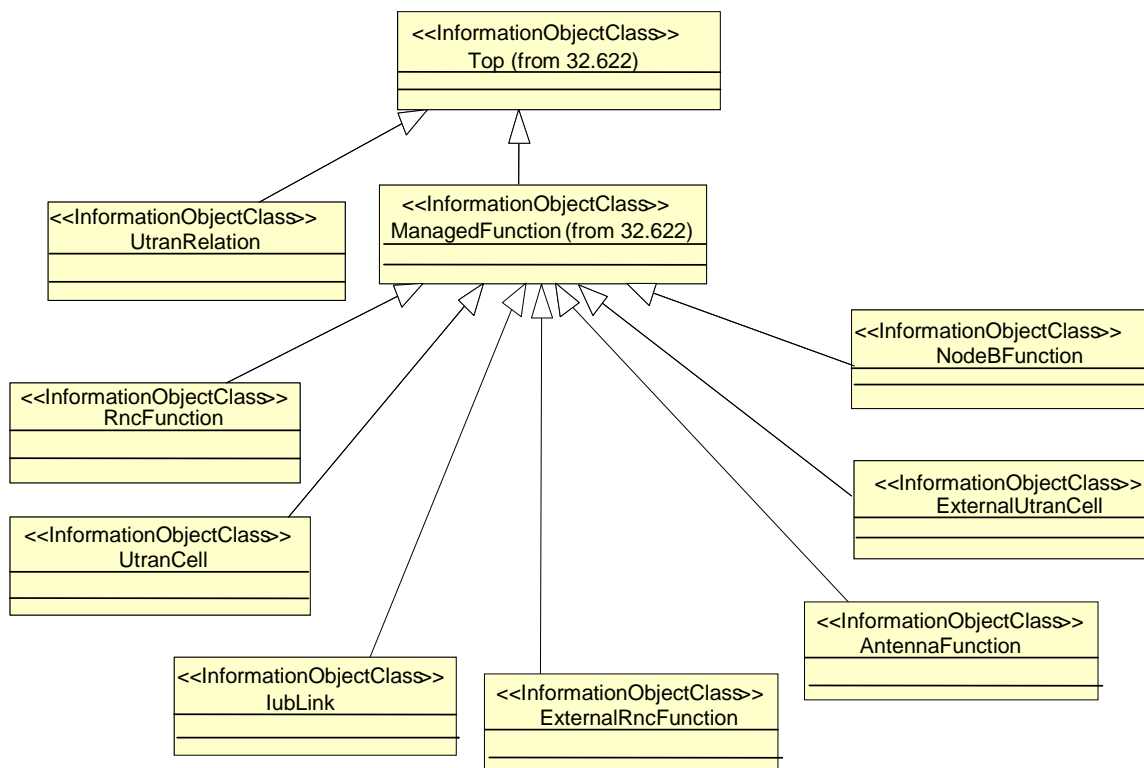 <<InformationObjectClass>>
Top (from 32.622)
<<InformationObjectClass>>
ManagedFunction (from 32.622)
<<InformationObjectClass>>
UtranRelation
<<InformationObjectClass>>
NodeBFunction
<<InformationObjectClass>>
RncFunction
<<InformationObjectClass>>
ExternalUtranCell
<<InformationObjectClass>>
UtranCell
<<InformationObjectClass>>
AntennaFunction
<<InformationObjectClass>>
IubLink
<<InformationObjectClass>>
ExternalRncFunction